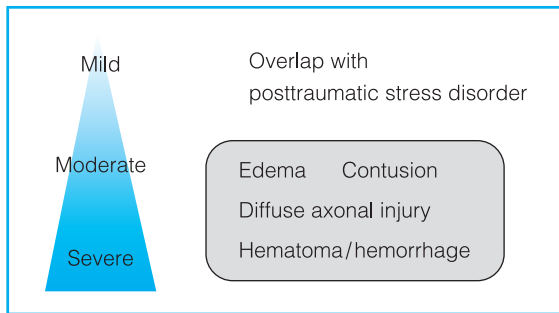 Mild
Overlap with
posttraumatic stress disorder
Moderate
Edema Contusion
Diffuse axonal injury
Hematoma/hemorrhage
Severe